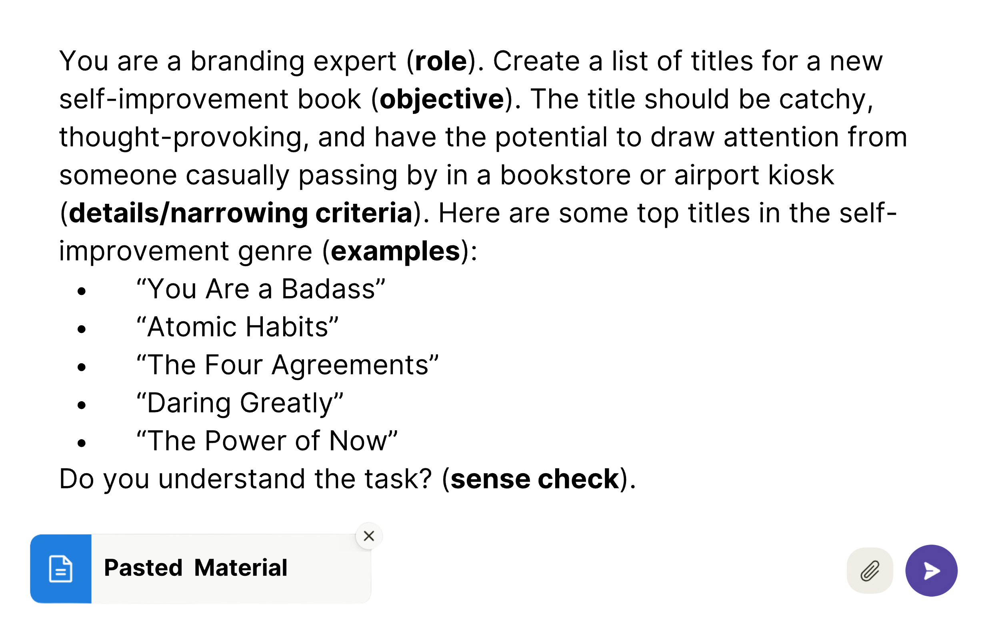 You are a branding expert (role). Create a list of titles for a new
self-improvement book (objective). The title should be catchy,
thought-provoking, and have the potential to draw attention from
someone casually passing by in a bookstore or airport kiosk
(details/narrowing criteria). Here are some top titles in the self-
improvement genre (examples):
• “You Are a Badass”
• “Atomic Habits”
• “The Four Agreements”
• “Daring Greatly”
• “The Power of Now”
Do you understand the task? (sense check).
Pasted Material